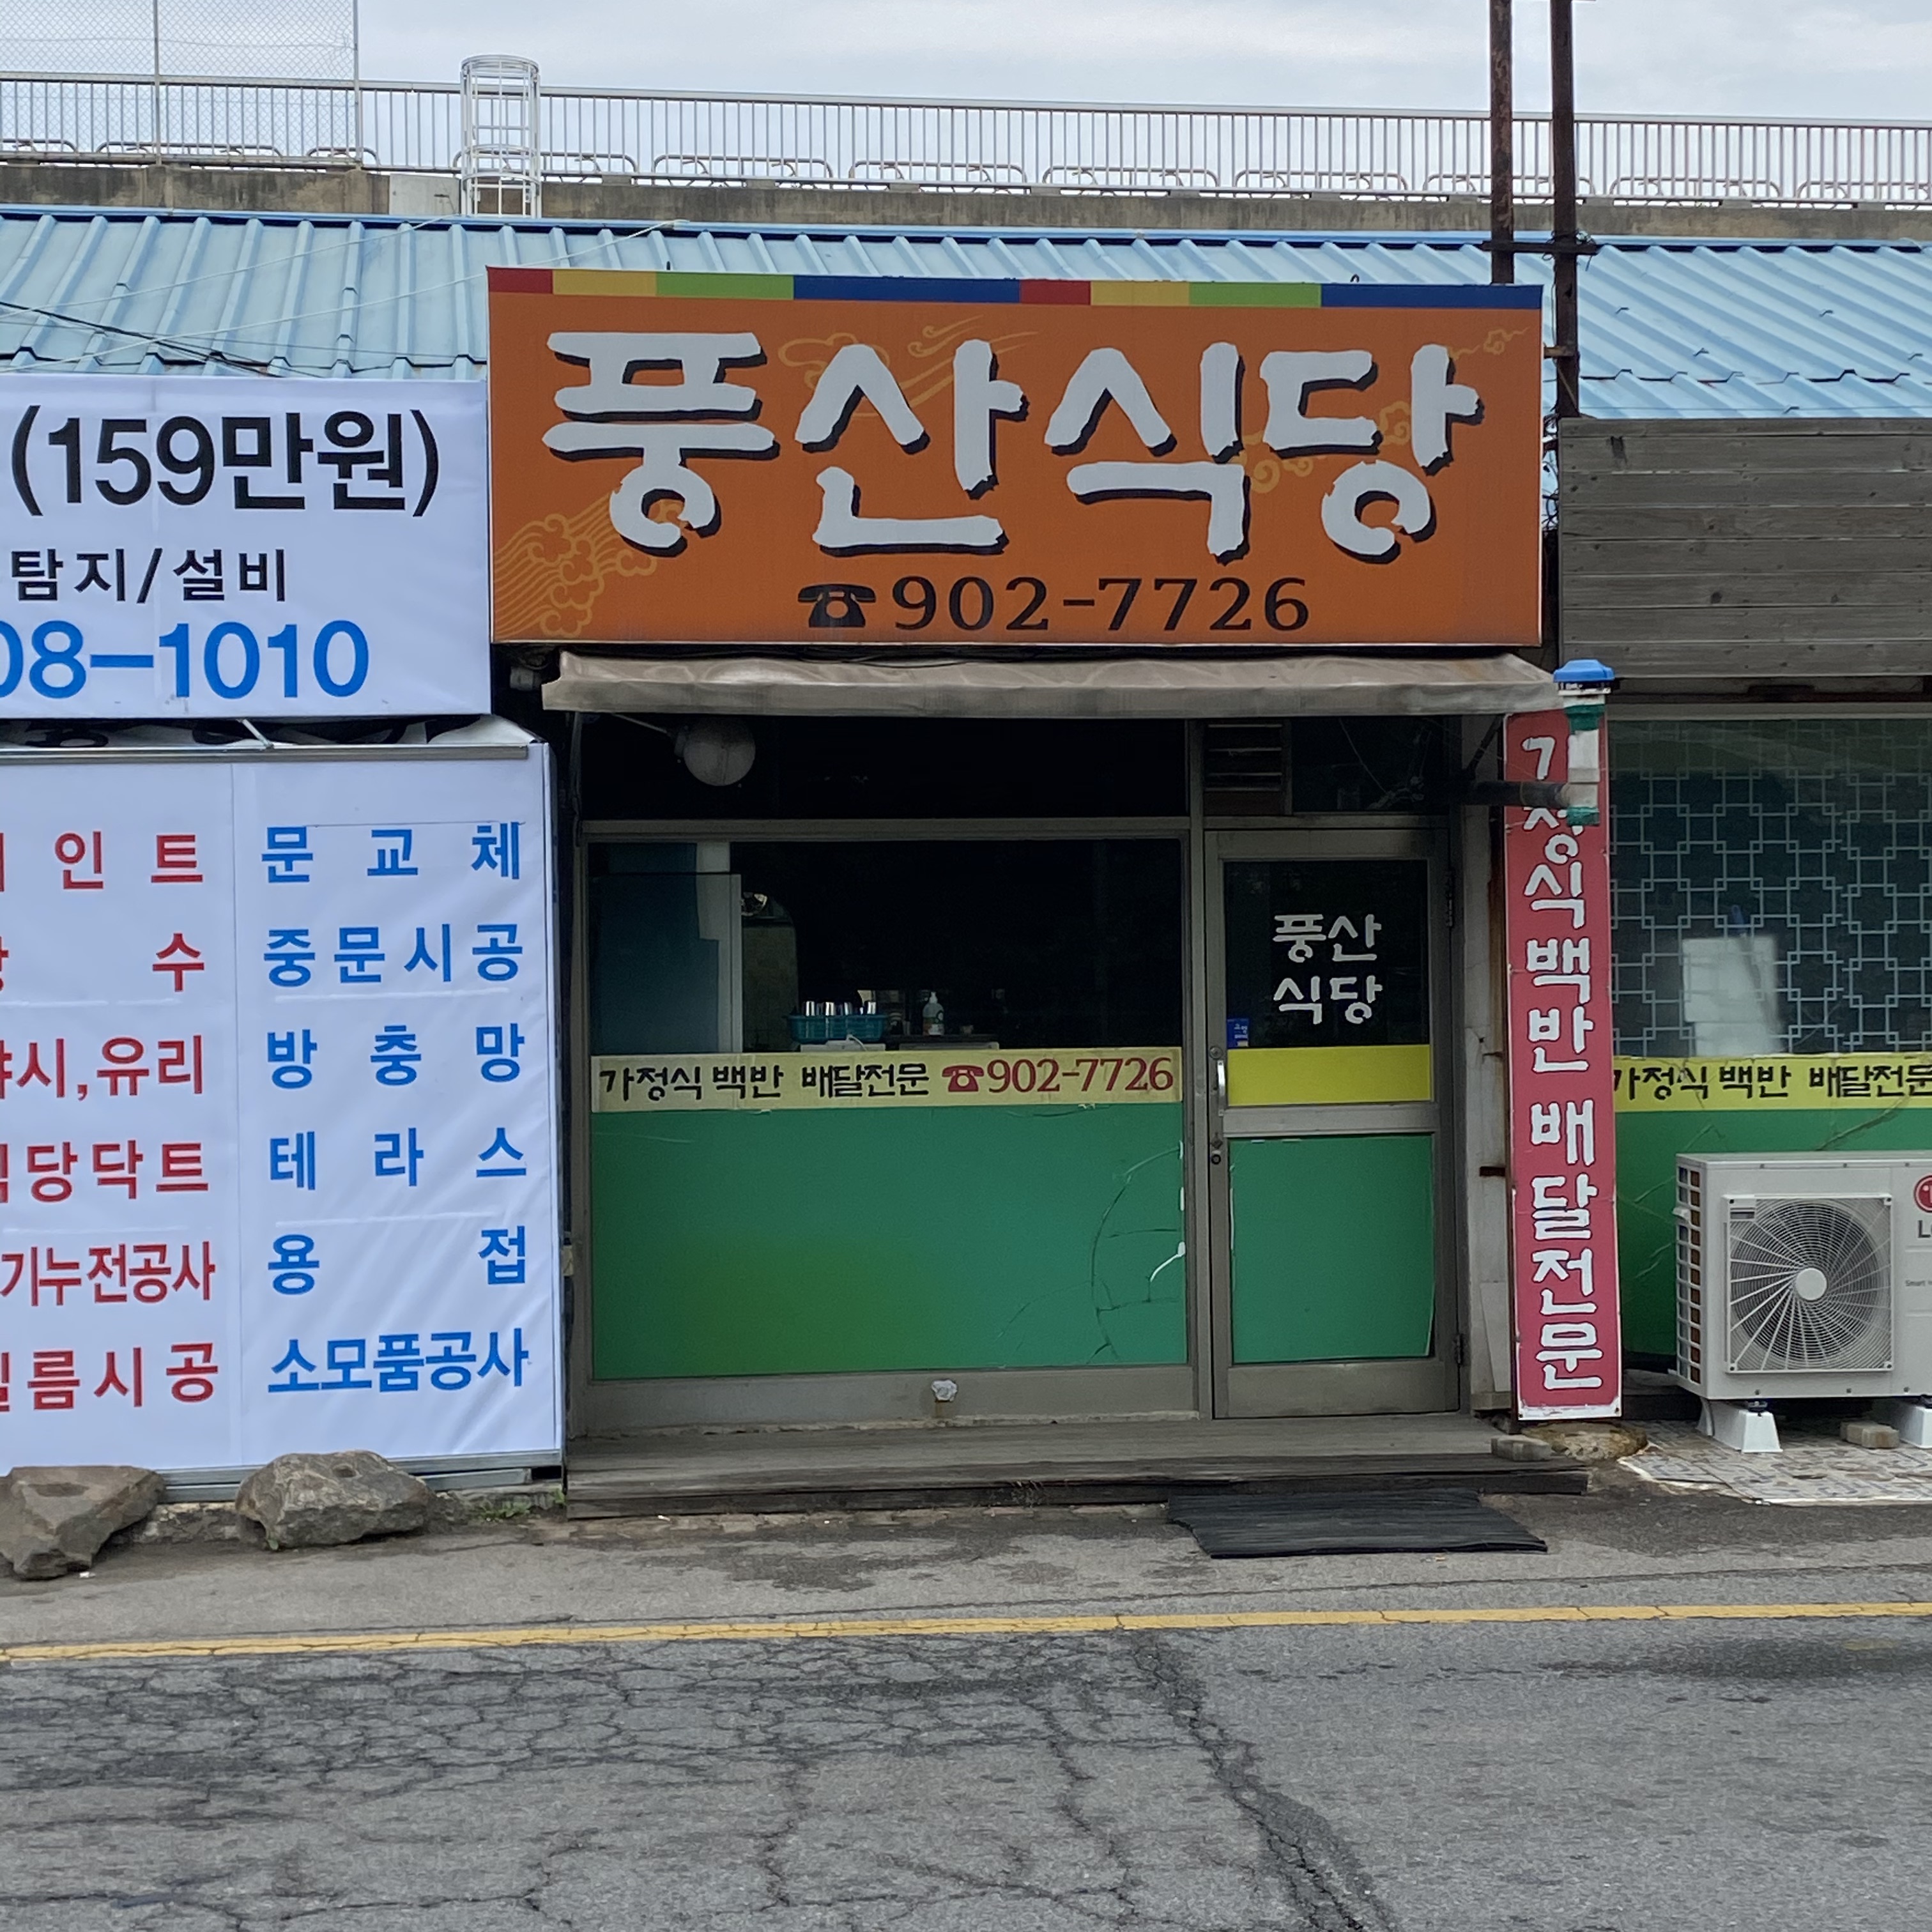 (159만원)
탐지/설비
08-1010
인트
수
시,유리
당닥트
기누전공사
름시공
문교체
중문시공
방충망
테라스
용접
소모품공사
풍산식당
☎902-7726
풍산
식당
가정식 백반 배달전문 ☎902-7726
가정식백반 배달전문
가정식 백반 배달전문